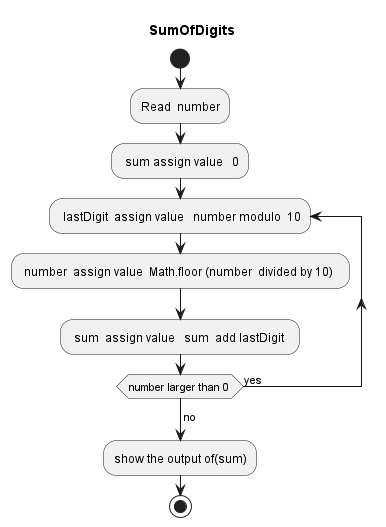 SumOfDigits
Read  number
sum assign value   0
lastDigit  assign value   number modulo  10
number  assign value  Math.floor (number  divided by 10)
sum  assign value   sum  add lastDigit
number larger than 0
yes
no
show the output of(sum)